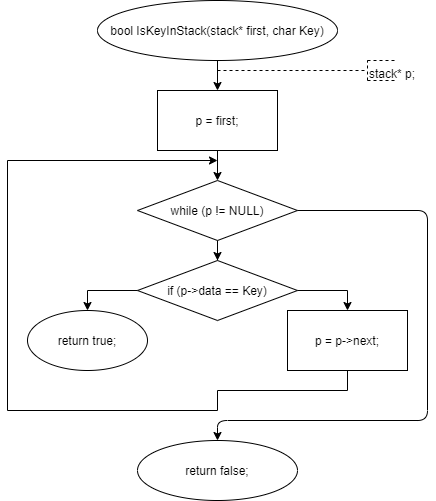 bool IsKeyInStack(stack* first, char Key)
stack* p;
p = first;
while (p != NULL)
if (p->data == Key)
return true;
p = p->next;
return false;